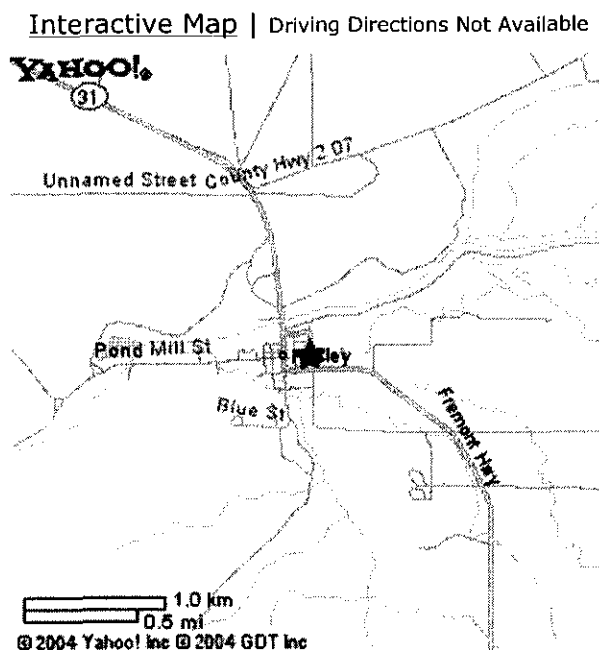 Interactive Map | Driving Directions Not Available
YAHOO!
31
Unnamed Street County Hwy 2 07
Pond Mill St
Blue St
Fremont Hwy
1.0 km
0.5 mi
© 2004 Yahoo! Inc © 2004 GDT Inc